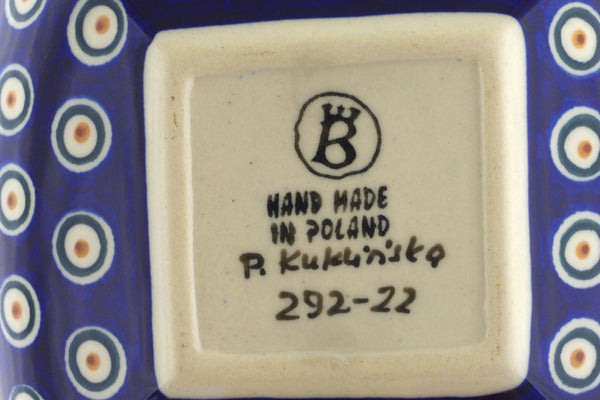 B
HAND MADE
IN POLAND
P. Kuklińska
292-22